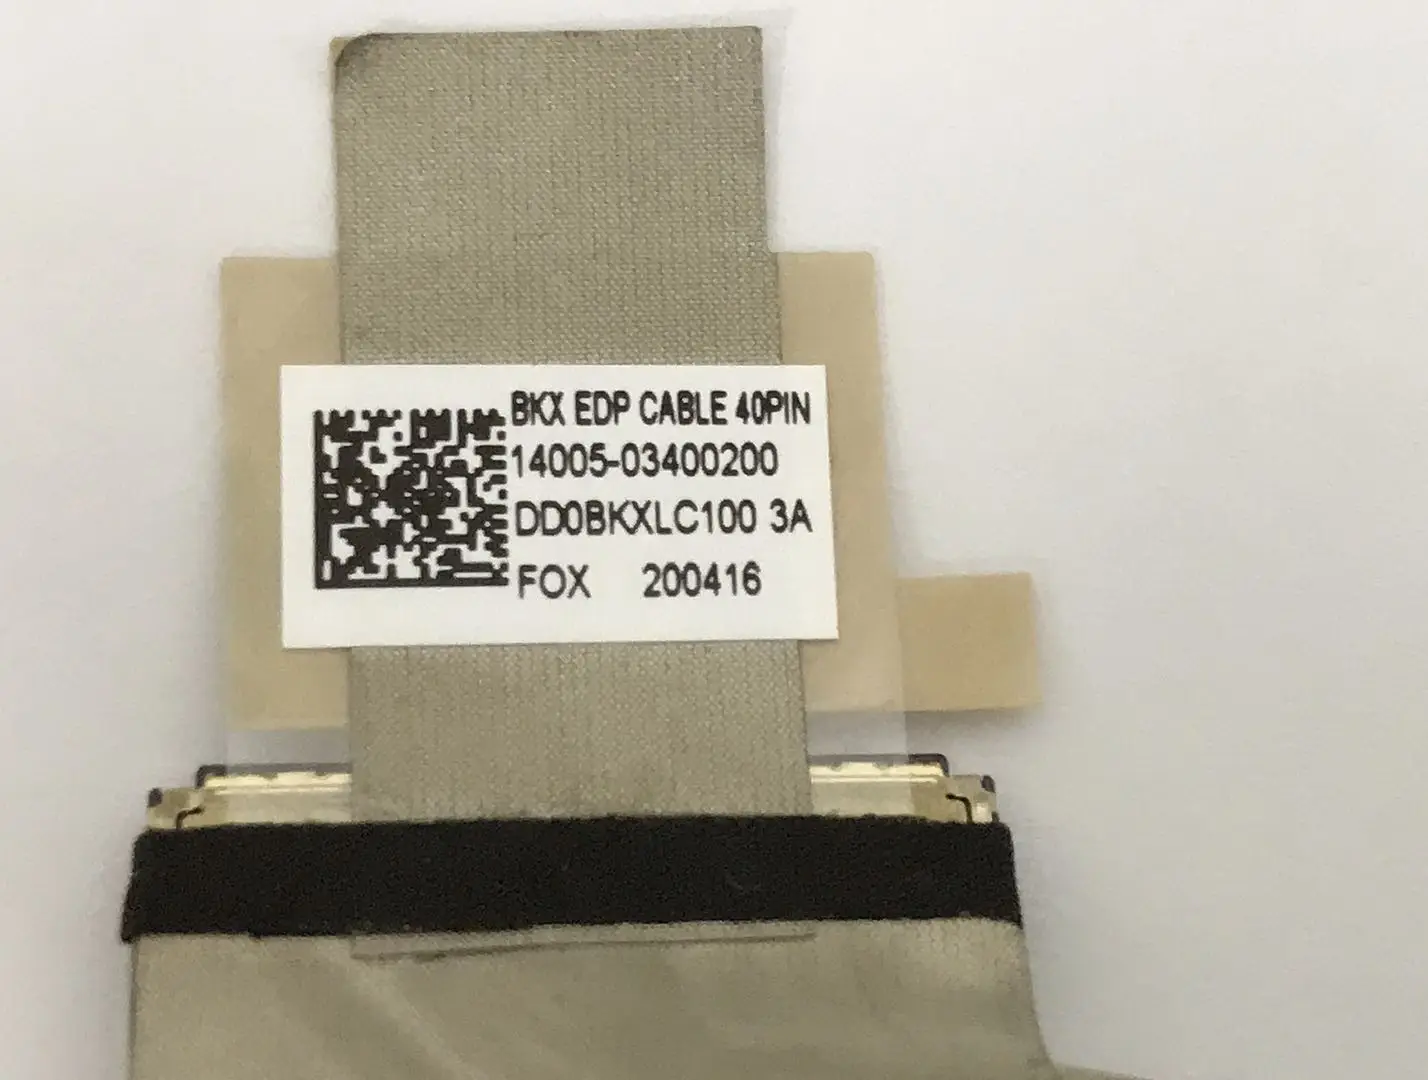 BKX EDP CABLE 40PIN
14005-03400200
DD0BKXLC100 3A
FOX 200416